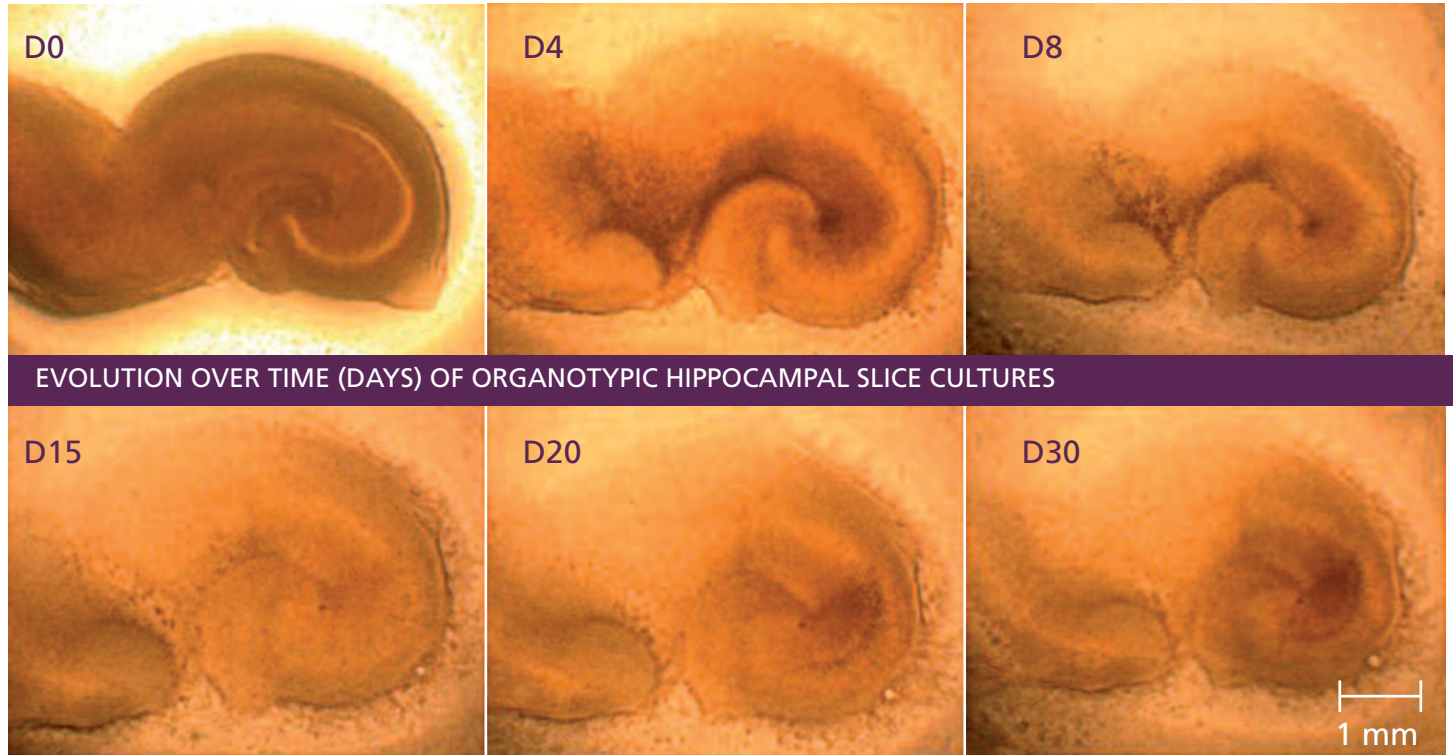 D0
D4
D8
EVOLUTION OVER TIME (DAYS) OF ORGANOTYPIC HIPPOCAMPAL SLICE CULTURES
D15
D20
D30
1 mm